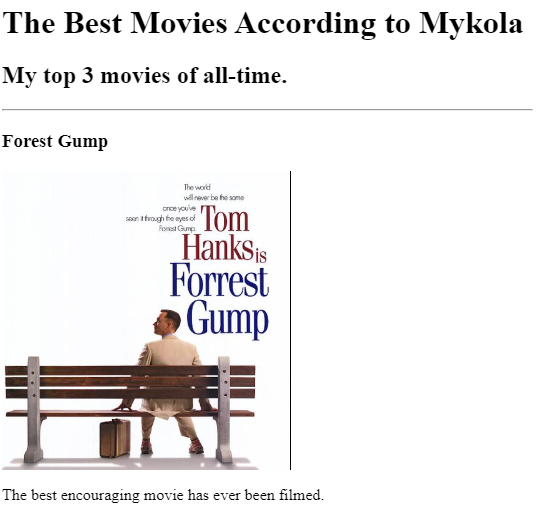 The Best Movies According to Mykola
My top 3 movies of all-time.
Forest Gump
The world
will never be the same
once you've
seen it through the eyes of
Forrest Gump.
Tom
Hanks is
Forrest
Gump
The best encouraging movie has ever been filmed.